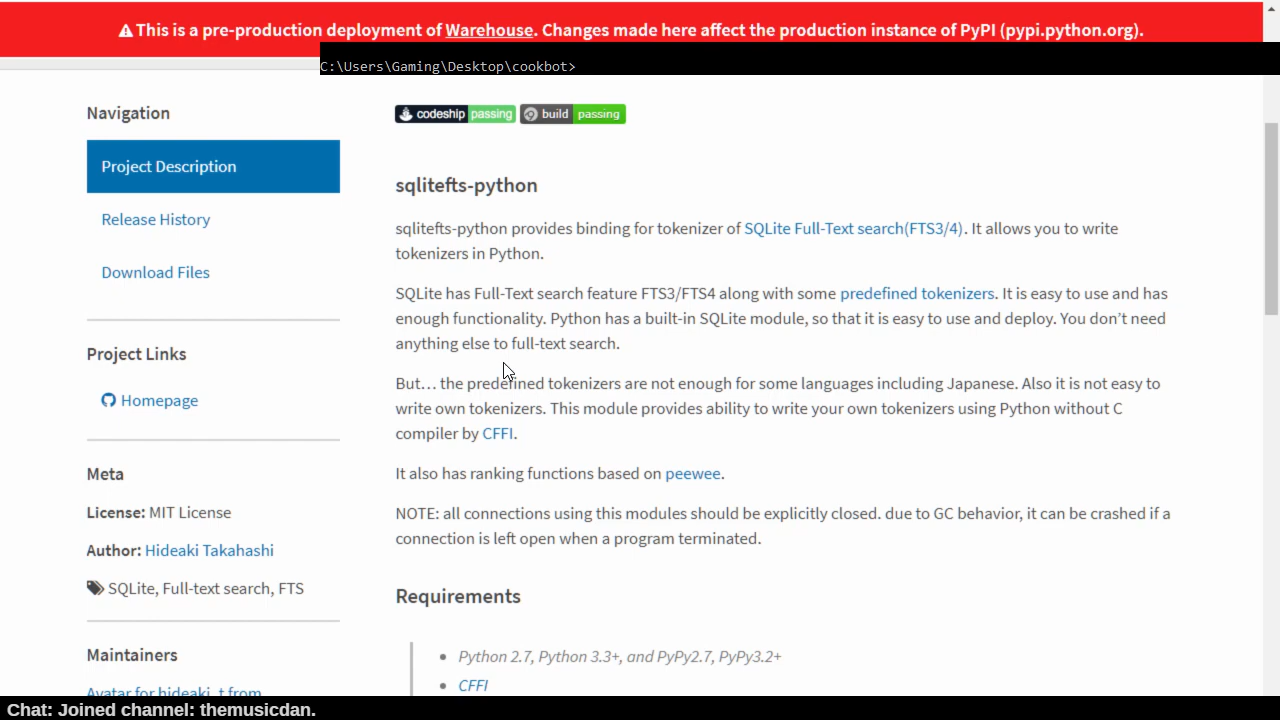 This is a pre-production deployment of Warehouse. Changes made here affect the production instance of PyPI (pypi.python.org).
C:\Users\Gaming\Desktop\cookbot>
Navigation
Project Description
Release History
Download Files
Project Links
Homepage
Meta
License: MIT License
Author: Hideaki Takahashi
SQLite, Full-text search, FTS
Maintainers
Avatar for hideaki_t from
codeship passing build passing
sqlitefts-python
sqlitefts-python provides binding for tokenizer of SQLite Full-Text search(FTS3/4). It allows you to write
tokenizers in Python.
SQLite has Full-Text search feature FTS3/FTS4 along with some predefined tokenizers. It is easy to use and has
enough functionality. Python has a built-in SQLite module, so that it is easy to use and deploy. You don’t need
anything else to full-text search.
But… the predefined tokenizers are not enough for some languages including Japanese. Also it is not easy to
write own tokenizers. This module provides ability to write your own tokenizers using Python without C
compiler by CFFI.
It also has ranking functions based on peewee.
NOTE: all connections using this modules should be explicitly closed. due to GC behavior, it can be crashed if a
connection is left open when a program terminated.
Requirements
• Python 2.7, Python 3.3+, and PyPy2.7, PyPy3.2+
• CFFI
Chat: Joined channel: themusicdan.